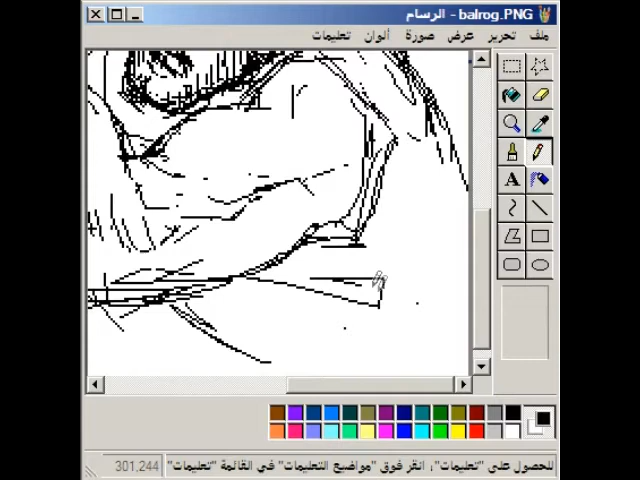 balrog.PNG - الرسام
ملف تحرير عرض صورة ألوان تعليمات
A
للحصول على "تعليمات"، انقر فوق "مواضيع التعليمات" في القائمة "تعليمات" 301,244